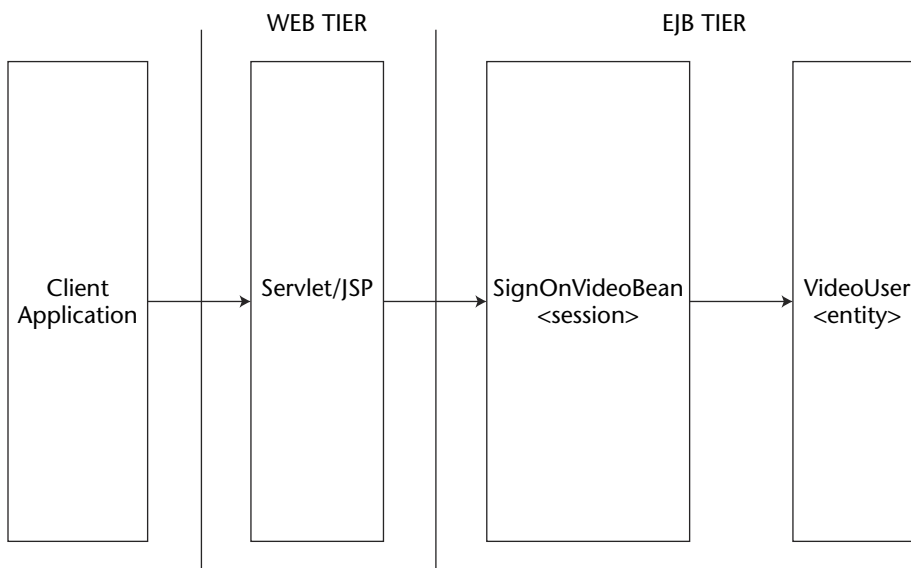 WEB TIER
EJB TIER
Client
Application
Servlet/JSP
SignOnVideoBean
<session>
VideoUser
<entity>